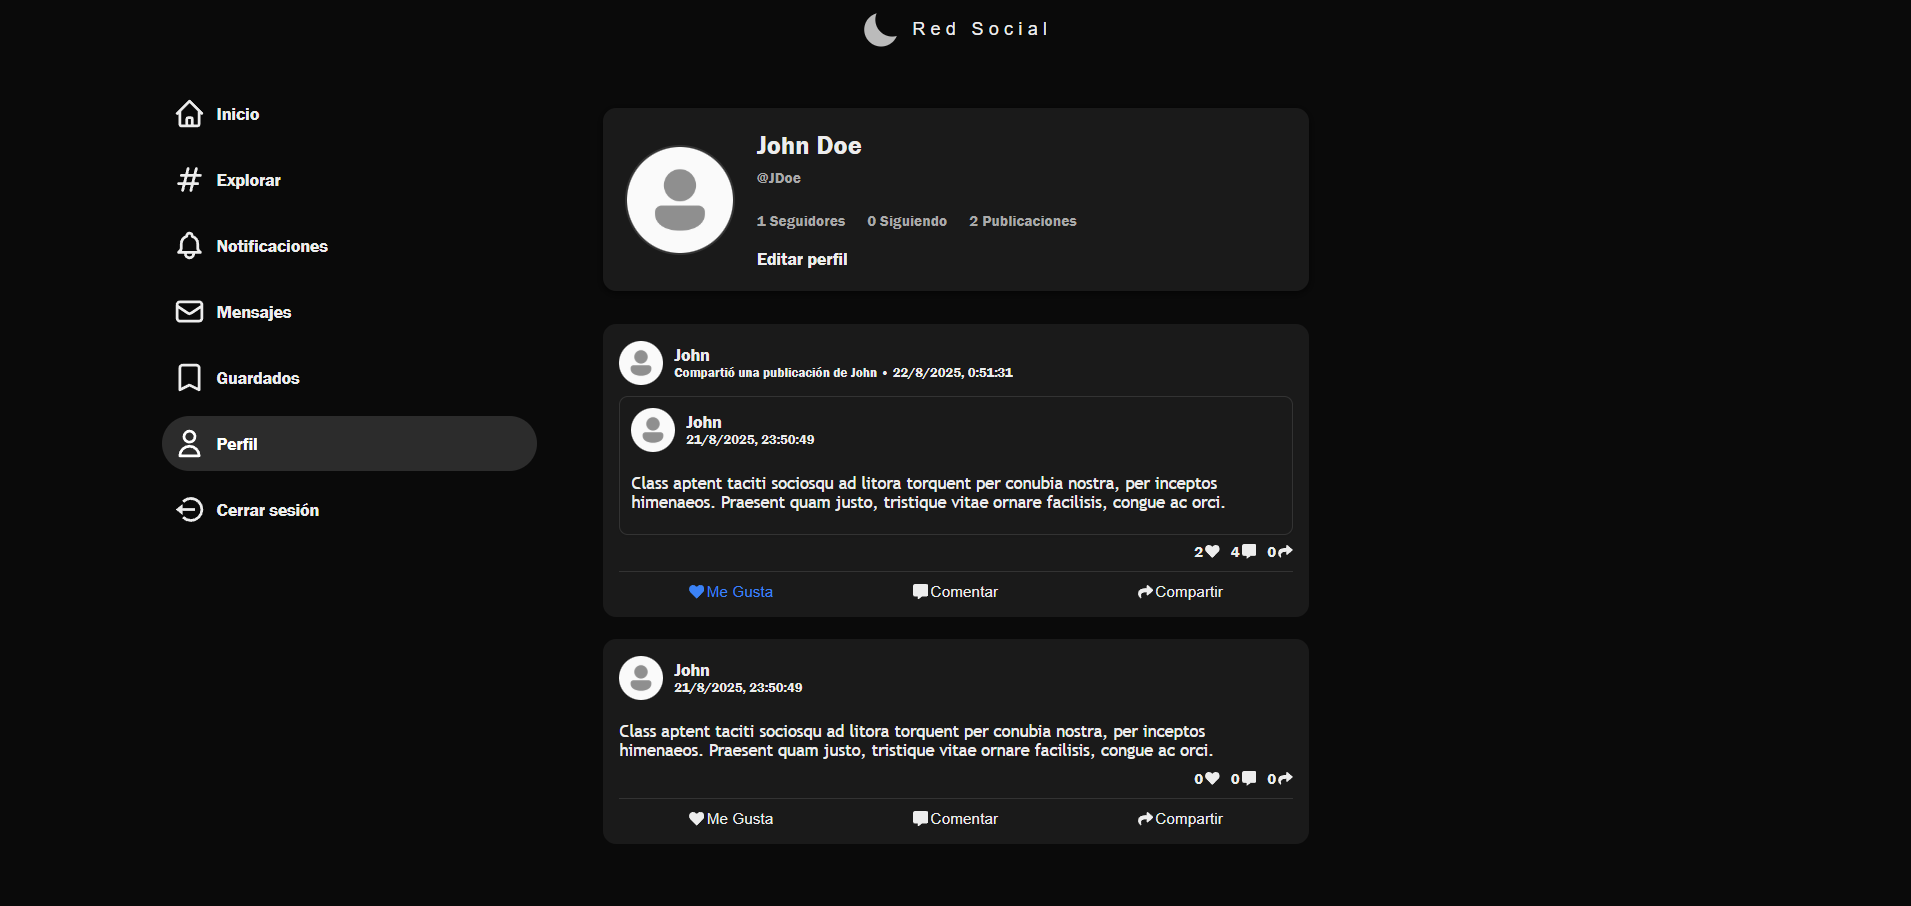 Red Social
Inicio
Explorar
Notificaciones
Mensajes
Guardados
Perfil
Cerrar sesión
John Doe
@JDoe
1 Seguidores 0 Siguiendo 2 Publicaciones
Editar perfil
John
Compartió una publicación de John • 22/8/2025, 0:51:31
John
21/8/2025, 23:50:49
Class aptent taciti sociosqu ad litora torquent per conubia nostra, per inceptos
himenaeos. Praesent quam justo, tristique vitae ornare facilisis, congue ac orci.
2 4 0
Me Gusta Comentar Compartir
John
21/8/2025, 23:50:49
Class aptent taciti sociosqu ad litora torquent per conubia nostra, per inceptos
himenaeos. Praesent quam justo, tristique vitae ornare facilisis, congue ac orci.
0 0 0
Me Gusta Comentar Compartir